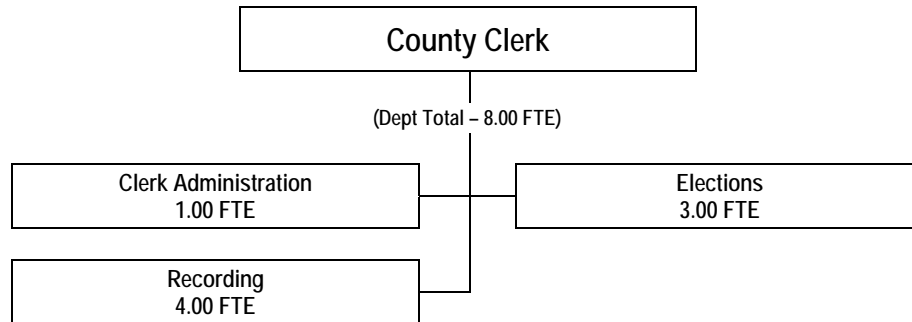 County Clerk
(Dept Total – 8.00 FTE)
Clerk Administration
1.00 FTE
Elections
3.00 FTE
Recording
4.00 FTE